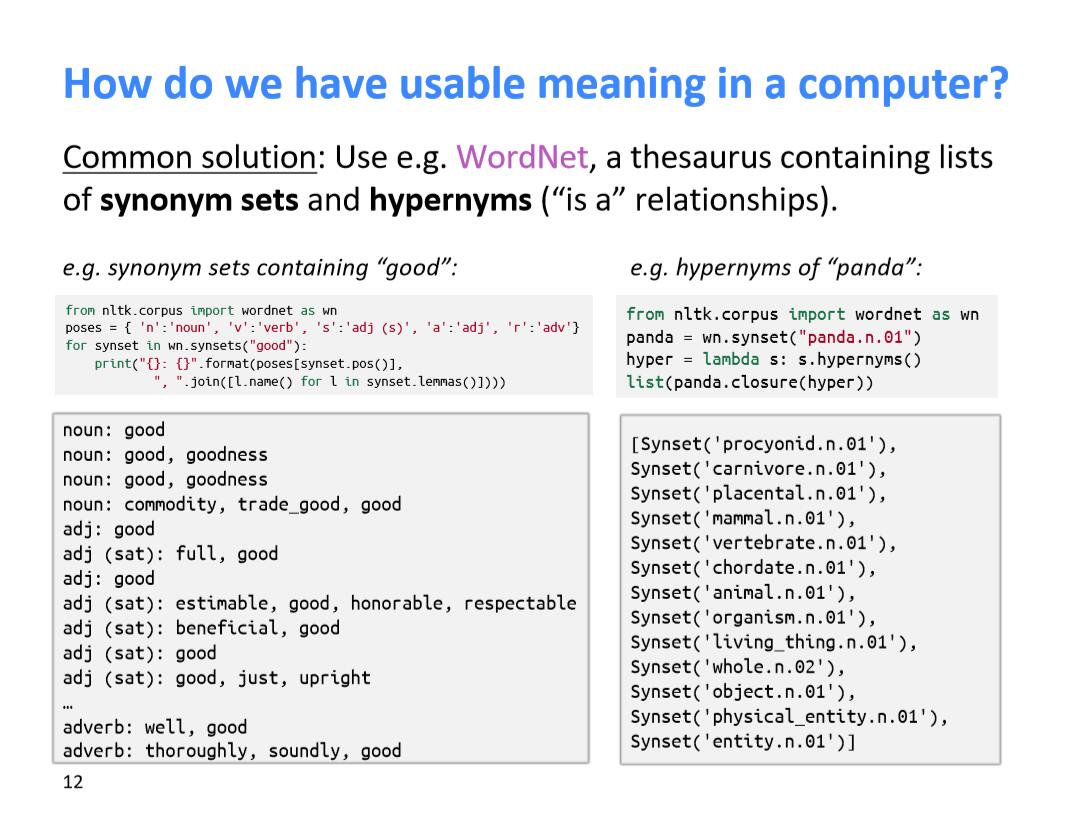 How do we have usable meaning in a computer?
Common solution: Use e.g. WordNet, a thesaurus containing lists
of synonym sets and hypernyms (“is a” relationships).
e.g. synonym sets containing “good”:
from nltk.corpus import wordnet as wn
poses = { 'n':'noun', 'v':'verb', 's':'adj (s)', 'a':'adj', 'r':'adv'}
for synset in wn.synsets("good"):
    print("{}: {}".format(poses[synset.pos()],
            ", ".join([l.name() for l in synset.lemmas()])))
noun: good
noun: good, goodness
noun: good, goodness
noun: commodity, trade_good, good
adj: good
adj (sat): full, good
adj: good
adj (sat): estimable, good, honorable, respectable
adj (sat): beneficial, good
adj (sat): good
adj (sat): good, just, upright
…
adverb: well, good
adverb: thoroughly, soundly, good
e.g. hypernyms of “panda”:
from nltk.corpus import wordnet as wn
panda = wn.synset("panda.n.01")
hyper = lambda s: s.hypernyms()
list(panda.closure(hyper))
[Synset('procyonid.n.01'),
Synset('carnivore.n.01'),
Synset('placental.n.01'),
Synset('mammal.n.01'),
Synset('vertebrate.n.01'),
Synset('chordate.n.01'),
Synset('animal.n.01'),
Synset('organism.n.01'),
Synset('living_thing.n.01'),
Synset('whole.n.02'),
Synset('object.n.01'),
Synset('physical_entity.n.01'),
Synset('entity.n.01')]
12